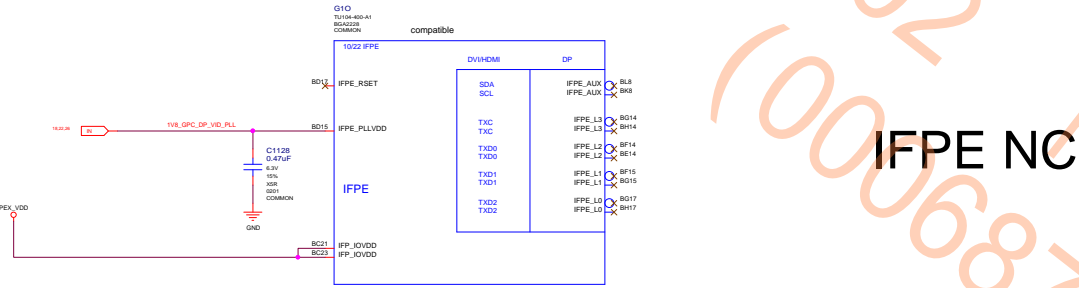 G1O
TU104-400-A1
BGA2228
COMMON
compatible
10/22 IFPE
DVI/HDMI DP
BD17 IFPE_RSET
SDA IFPE_AUX BL8
SCL IFPE_AUX BK8
IN 1V8_GPC_DP_VID_PLL BD15 IFPE_PLLVDD
TXC IFPE_L3 BG14
TXC IFPE_L3 BH14
TXD0 IFPE_L2 BF14
TXD0 IFPE_L2 BE14
TXD1 IFPE_L1 BF15
TXD1 IFPE_L1 BG15
TXD2 IFPE_L0 BG17
TXD2 IFPE_L0 BH17
C1128
0.47uF
6.3V
15%
X5R
0201
COMMON
GND
IFPE
PEX_VDD
BC21 IFP_IOVDD
BC23 IFP_IOVDD
IFPE NC
02
(00068